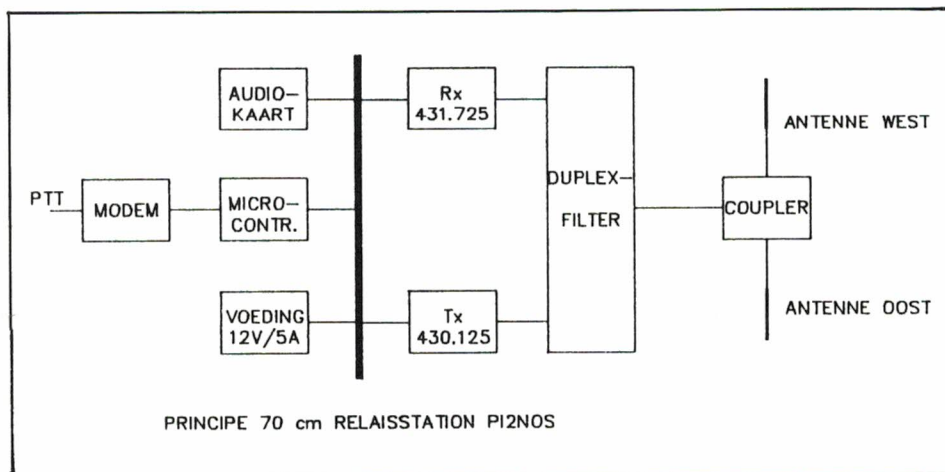 AUDIO-
KAART
Rx
431.725
ANTENNE WEST
PTT
MODEM
MICRO-
CONTR.
DUPLEX-
FILTER
COUPLER
VOEDING
12V/5A
Tx
430.125
ANTENNE OOST
PRINCIPE 70 cm RELAISSTATION PI2NOS